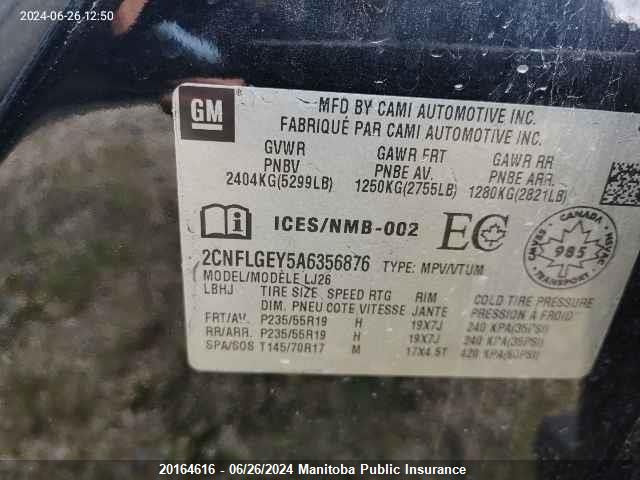 2024-06-26 12:50
GM
MFD BY CAMI AUTOMOTIVE INC.
FABRIQUÉ PAR CAMI AUTOMOTIVE INC.
GVWR GAWR FRT GAWR RR
PNBV PNBE AV. PNBE ARR.
2404KG(5299LB) 1250KG(2755LB) 1280KG(2821LB)
i ICES/NMB-002 EC
CANADA
CMVSS 985 NSVAC
TRANSPORT
2CNFLGEY5A6356876 TYPE: MPV/VTUM
MODEL/MODÈLE LJ26
LBHJ TIRE SIZE SPEED RTG RIM COLD TIRE PRESSURE
DIM. PNEU COTE VITESSE JANTE PRESSION À FROID
FRT/AV. P235/55R19 H 19X7J 240 KPA(35PSI)
RR/ARR. P235/55R19 H 19X7J 240 KPA(35PSI)
SPA/SOS T145/70R17 M 17X4.5T 420 KPA(60PSI)
20164616 - 06/26/2024 Manitoba Public Insurance